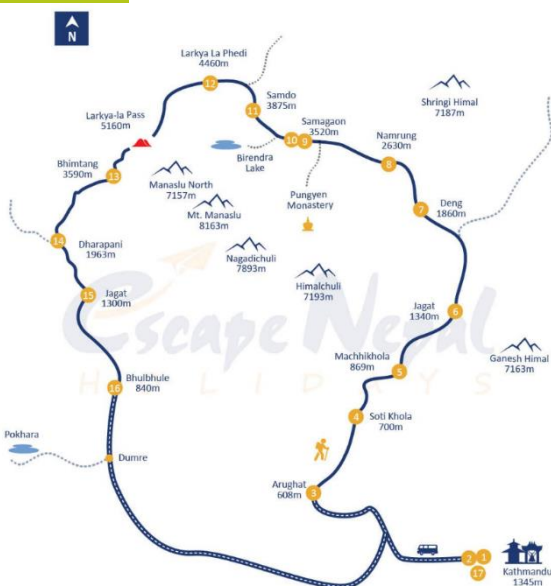 N
Larkya La Phedi
4460m
12
Samdo
3875m
11
Shringi Himal
7187m
Larkya-la Pass
5160m
10
9
Samagaon
3520m
Namrung
2630m
8
Birendra
Lake
Bhimtang
3590m
13
Manaslu North
7157m
Mt. Manaslu
8163m
Pungyen
Monastery
Deng
1860m
7
14
Dharapani
1963m
Nagadichuli
7893m
Himalchuli
7193m
15
Jagat
1300m
Jagat
1340m
6
Escape Nepal
HOLIDAYS
Ganesh Himal
7163m
Machhikhola
869m
5
Bhulbhule
840m
16
4
Soti Khola
700m
Pokhara
Dumre
Arughat
608m
3
2
1
17
Kathmandu
1345m